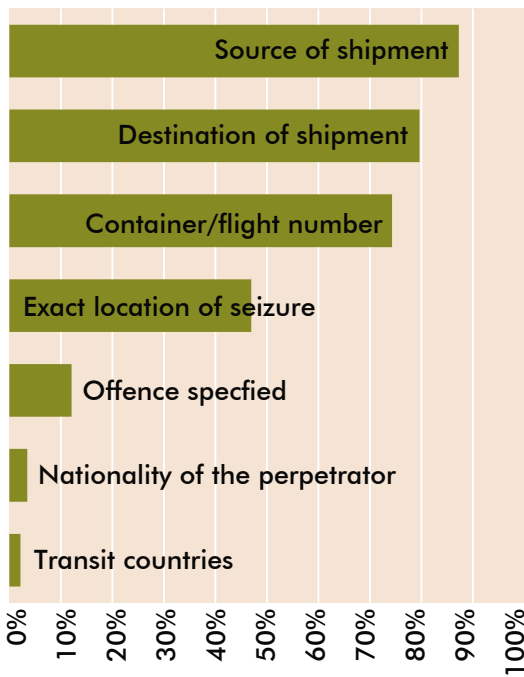 Source of shipment
Destination of shipment
Container/flight number
Exact location of seizure
Offence specfied
Nationality of the perpetrator
Transit countries
0%
10%
20%
30%
40%
50%
60%
70%
80%
90%
100%